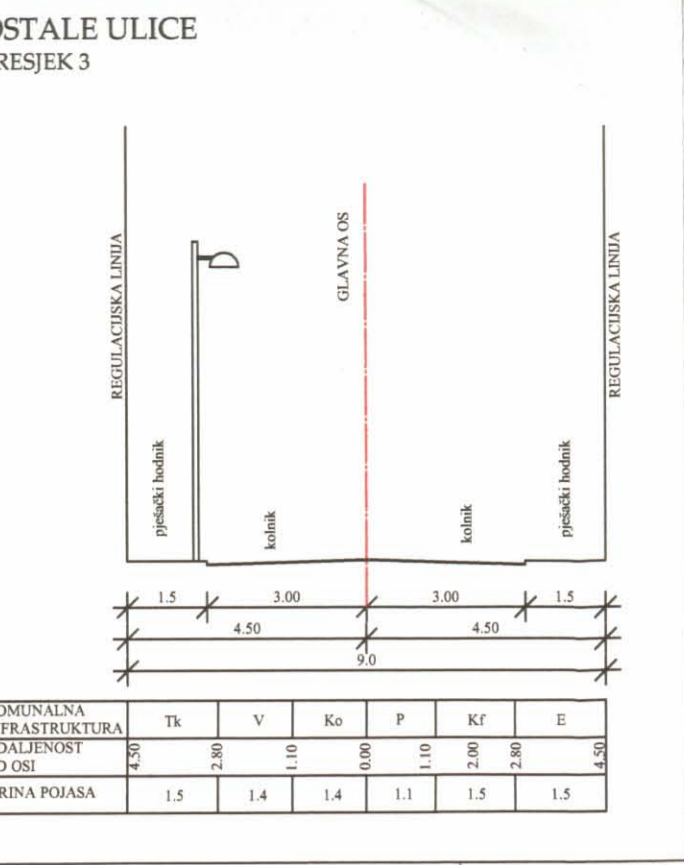 OSTALE ULICE
RESJEK 3
REGULACIJSKA LINIJA
GLAVNA OS
REGULACIJSKA LINIJA
pješački hodnik
kolnik
kolnik
pješački hodnik
1.5 3.00 3.00 1.5
4.50 4.50
9.0
OMUNALNA
FRASTRUKTURA Tk V Ko P Kf E
DALJENOST
O OSI 4.50 2.80 1.10 0.00 1.10 2.00 2.80 4.50
RINA POJASA 1.5 1.4 1.4 1.1 1.5 1.5